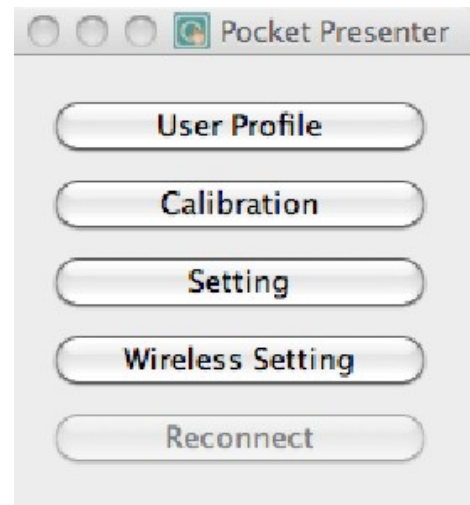 Pocket Presenter
User Profile
Calibration
Setting
Wireless Setting
Reconnect